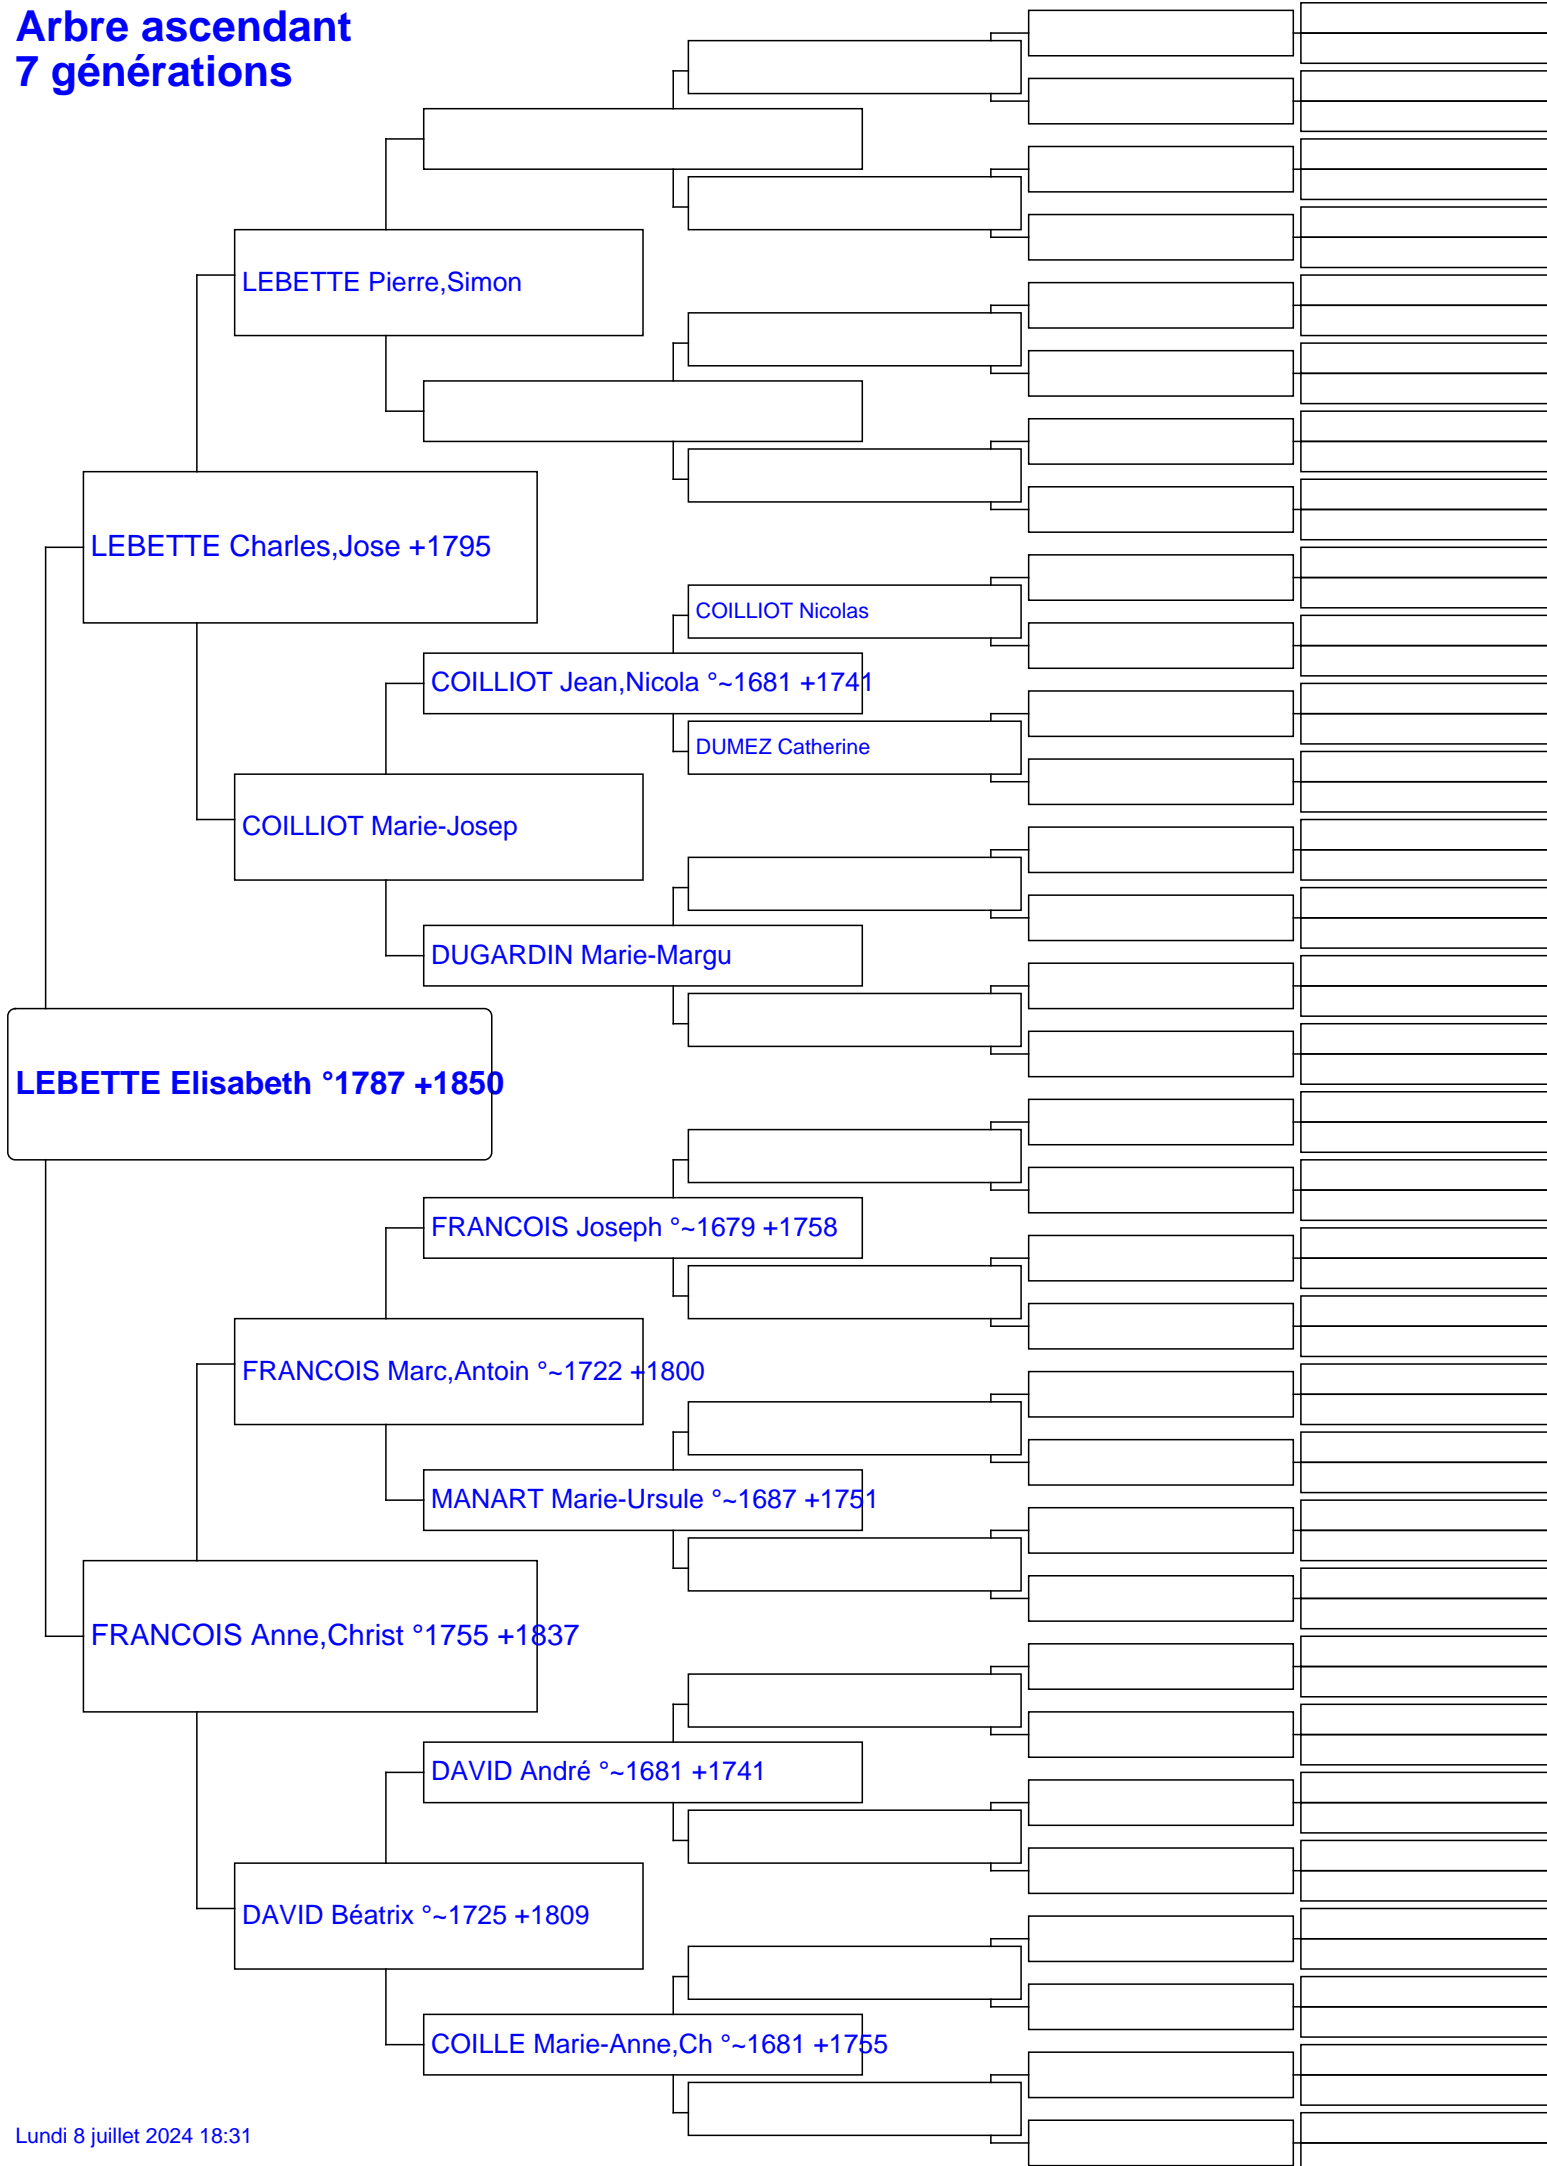 Arbre ascendant
7 générations
LEBETTE Pierre,Simon
LEBETTE Charles,Jose +1795
COILLIOT Nicolas
COILLIOT Jean,Nicola °~1681 +1741
DUMEZ Catherine
COILLIOT Marie-Josep
DUGARDIN Marie-Margu
LEBETTE Elisabeth °1787 +1850
FRANCOIS Joseph °~1679 +1758
FRANCOIS Marc,Antoin °~1722 +1800
MANART Marie-Ursule °~1687 +1751
FRANCOIS Anne,Christ °1755 +1837
DAVID André °~1681 +1741
DAVID Béatrix °~1725 +1809
COILLE Marie-Anne,Ch °~1681 +1755
Lundi 8 juillet 2024 18:31